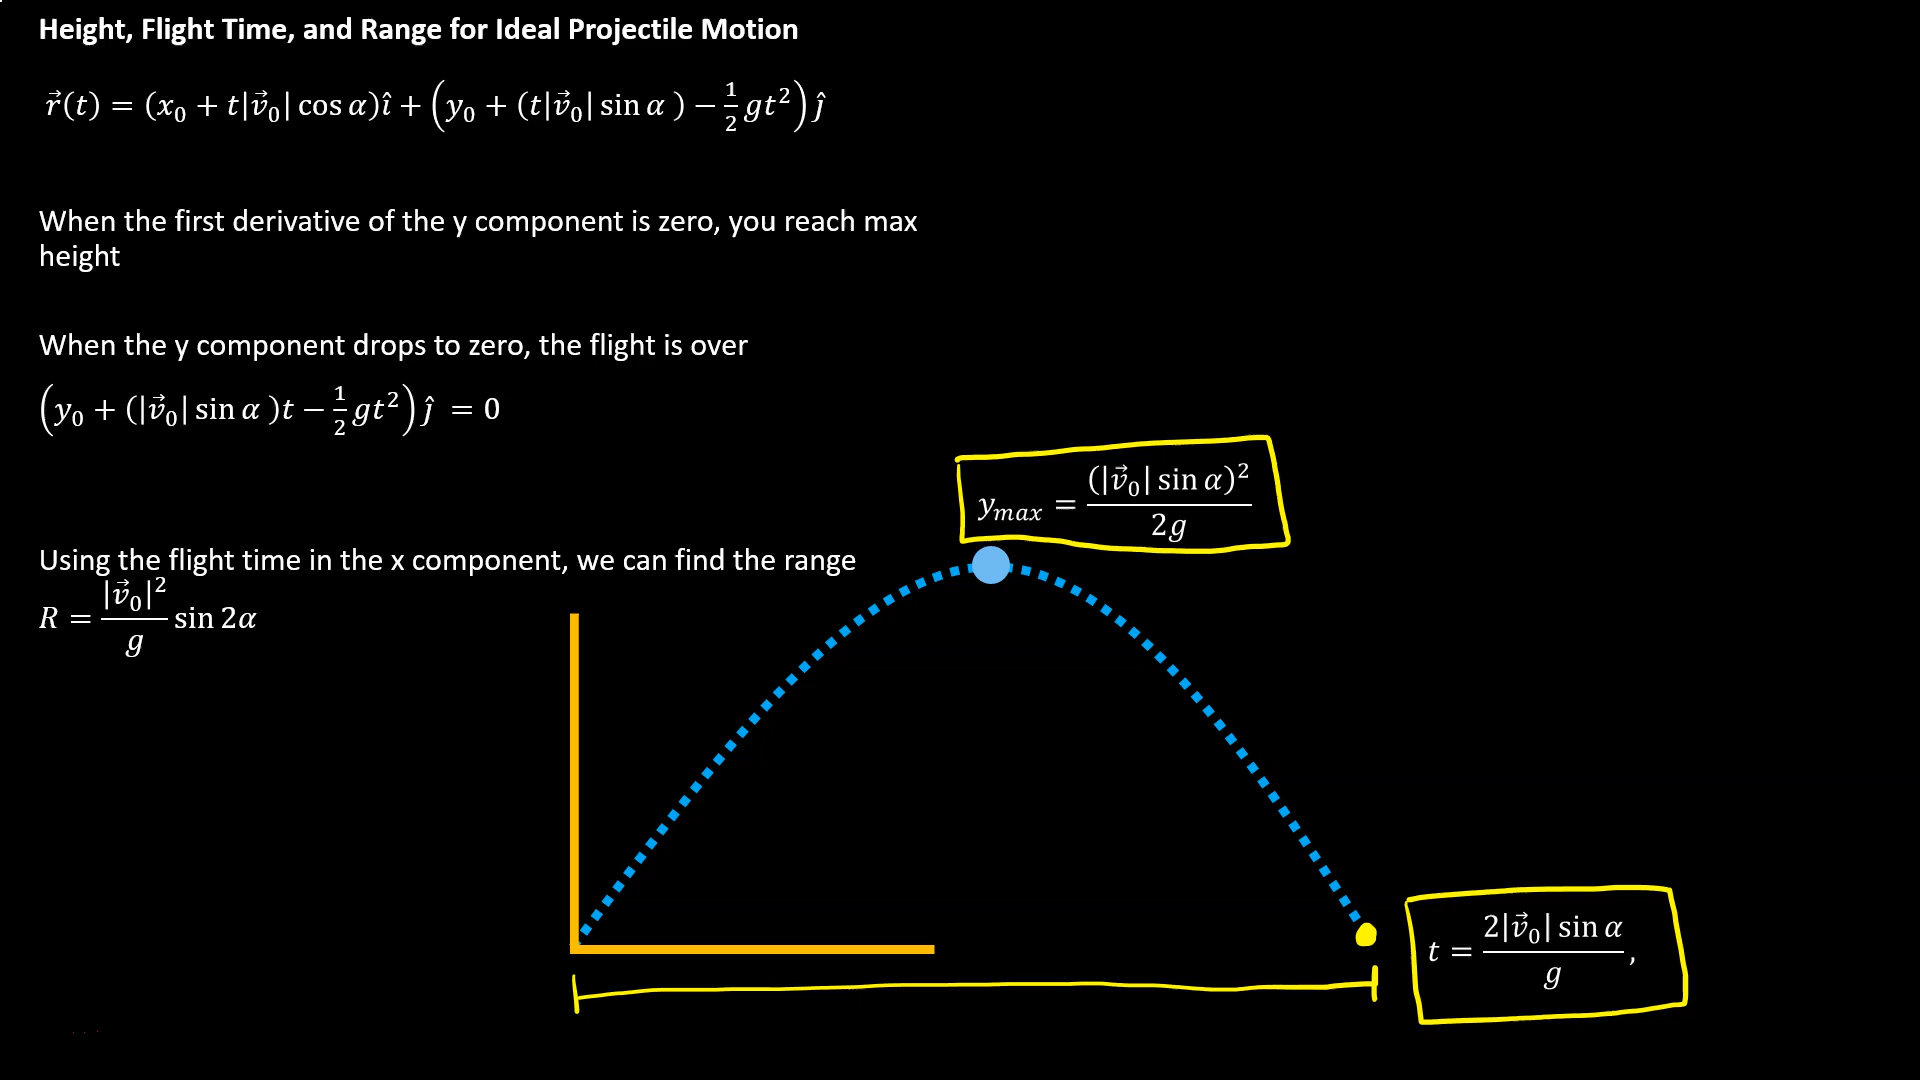 Height, Flight Time, and Range for Ideal Projectile Motion
r⃗(t) = (x₀ + t|v⃗₀| cos α)î + (y₀ + (t|v⃗₀| sin α ) − ½gt²) ĵ
When the first derivative of the y component is zero, you reach max
height
When the y component drops to zero, the flight is over
(y₀ + (|v⃗₀| sin α )t − ½gt²) ĵ = 0
y_max = (|v⃗₀| sin α)² / 2g
Using the flight time in the x component, we can find the range
R = |v⃗₀|² / g sin 2α
t = 2|v⃗₀| sin α / g,